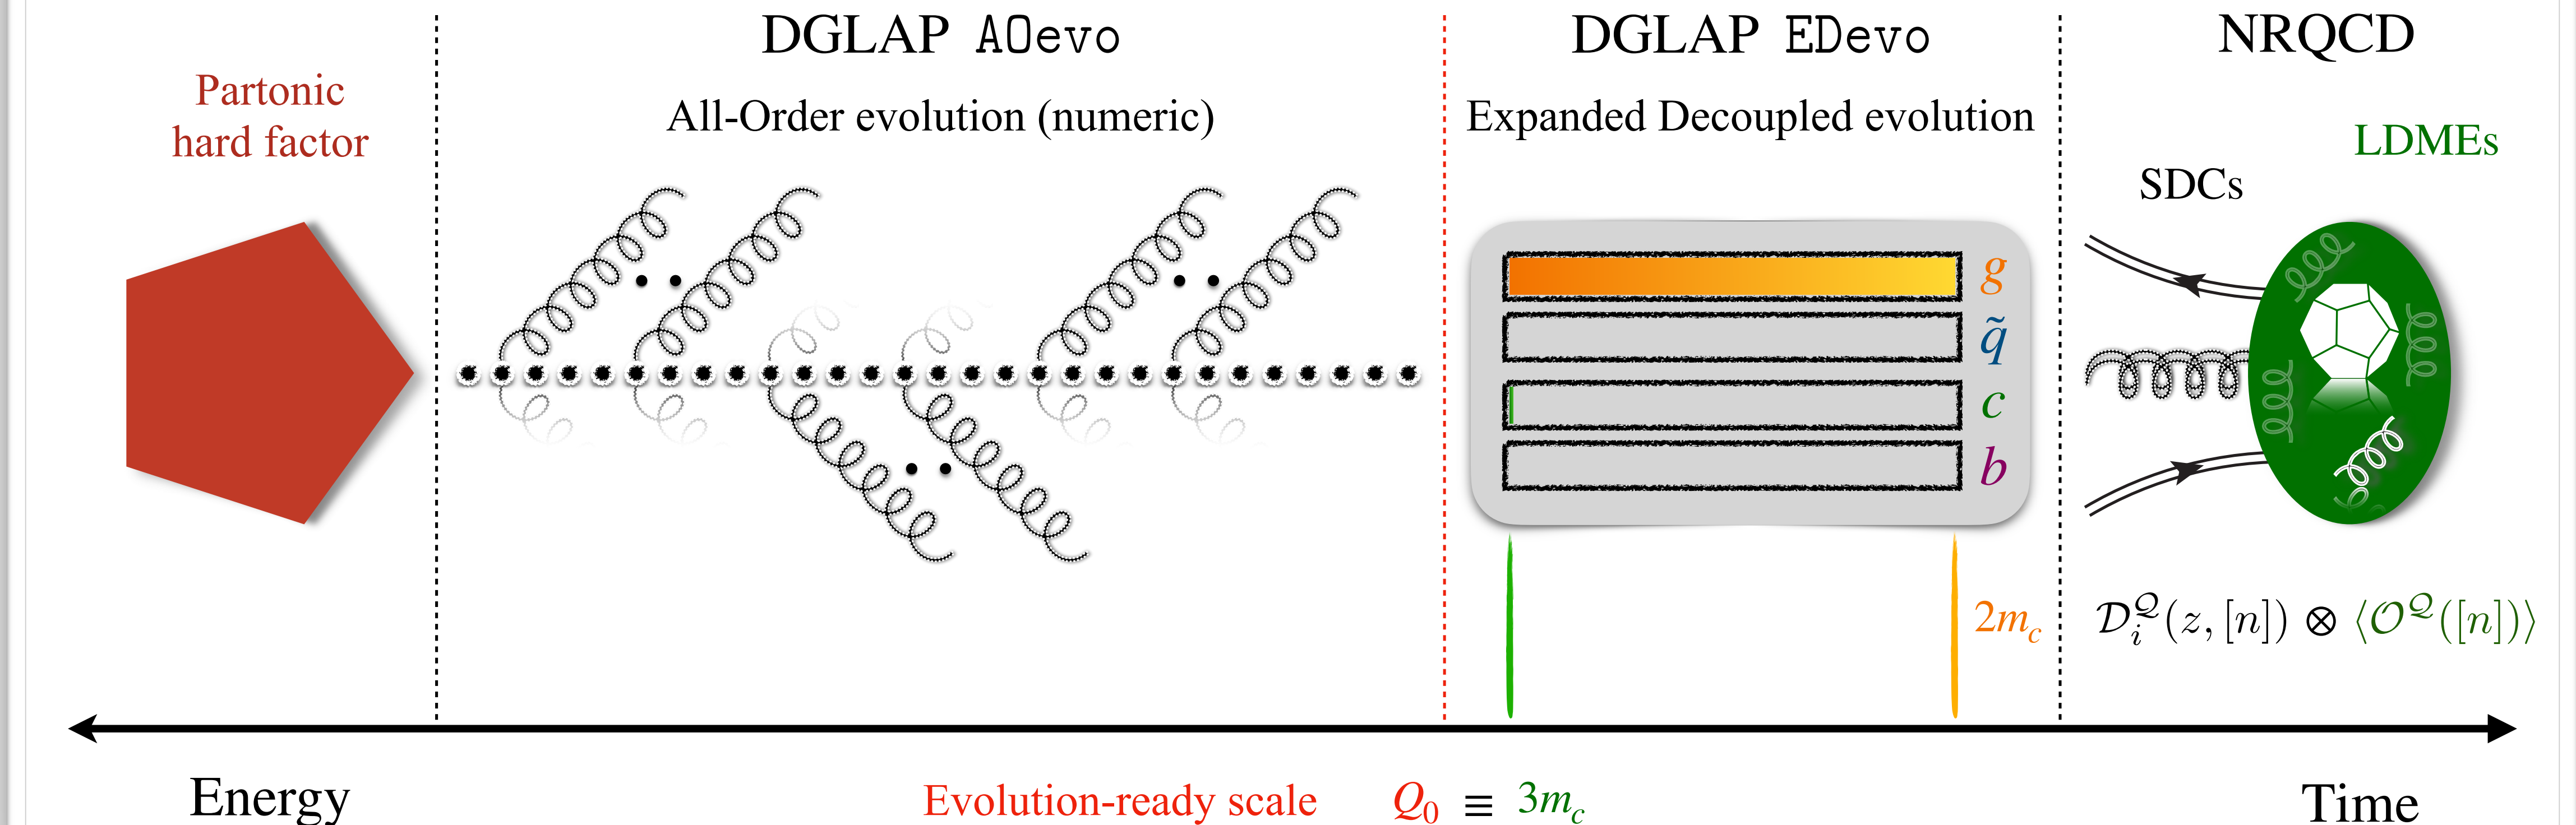 DGLAP AOevo
DGLAP EDevo
NRQCD
Partonic
hard factor
All-Order evolution (numeric)
Expanded Decoupled evolution
LDMEs
SDCs
g
q̃
c
b
2m_c
𝒟_i^𝒬(z, [n]) ⊗ ⟨𝒪^𝒬([n])⟩
Energy
Evolution-ready scale Q_0 ≡ 3m_c
Time